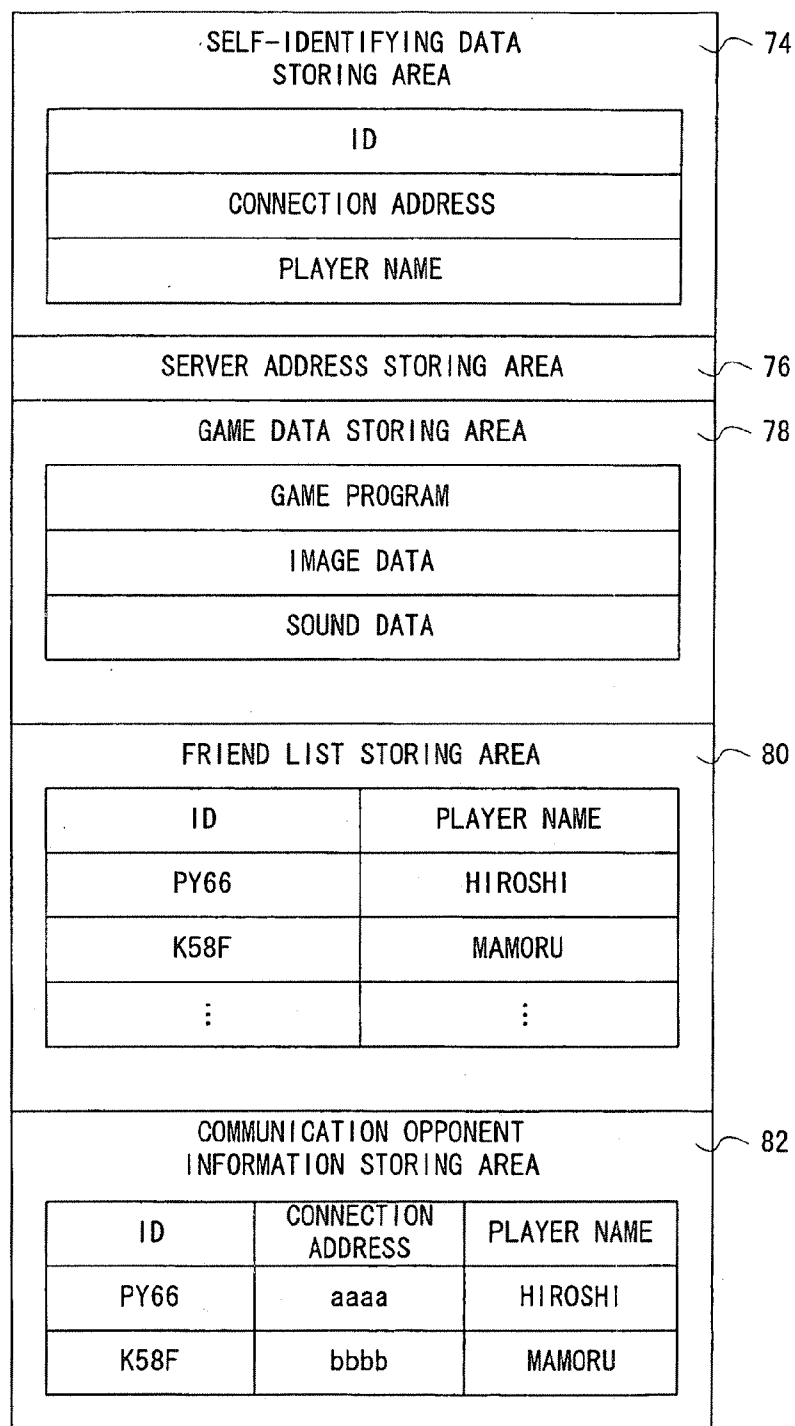 SELF-IDENTIFYING DATA 74
STORING AREA
ID
CONNECTION ADDRESS
PLAYER NAME
SERVER ADDRESS STORING AREA 76
GAME DATA STORING AREA 78
GAME PROGRAM
IMAGE DATA
SOUND DATA
FRIEND LIST STORING AREA 80
ID PLAYER NAME
PY66 HIROSHI
K58F MAMORU
⋮ ⋮
COMMUNICATION OPPONENT 82
INFORMATION STORING AREA
ID CONNECTION ADDRESS PLAYER NAME
PY66 aaaa HIROSHI
K58F bbbb MAMORU